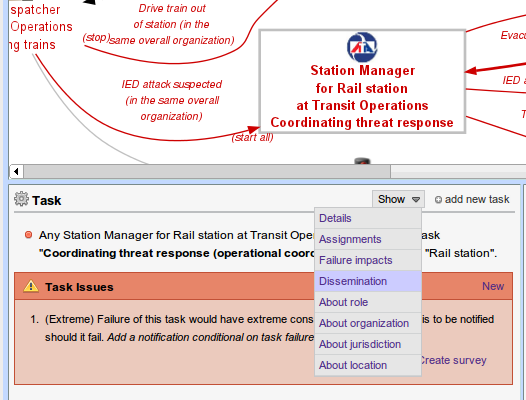 spatcher
Operations
ng trains
(stop)
Drive train out
of station (in the
same overall organization)
IED attack suspected
(in the same overall
organization)
(start all)
Station Manager
for Rail station
at Transit Operations
Coordinating threat response
Evacu
IED a
T
Task
Show
add new task
Any Station Manager for Rail station at Transit Oper
ask
"Coordinating threat response (operational coord
"Rail station".
Details
Assignments
Failure impacts
Dissemination
About role
About organization
About jurisdiction
About location
Task Issues
New
1. (Extreme) Failure of this task would have extreme cons
is to be notified
should it fail. Add a notification conditional on task failure
Create survey